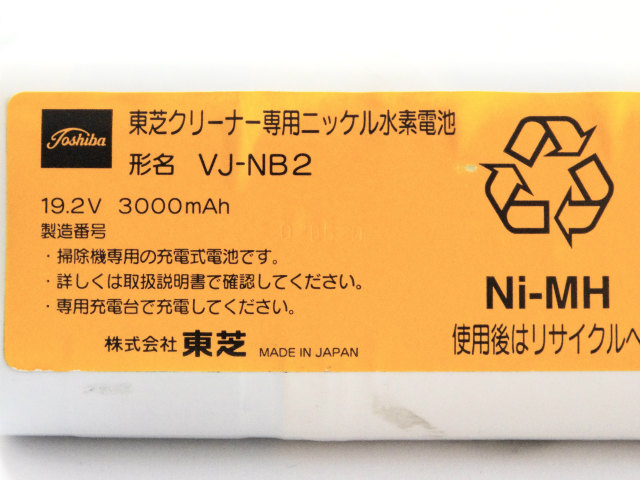 Toshiba
東芝クリーナー専用ニッケル水素電池
形名 VJ-NB2
19.2V 3000mAh
製造番号
・掃除機専用の充電式電池です。
・詳しくは取扱説明書で確認してください。
・専用充電台で充電してください。
株式会社 東芝 MADE IN JAPAN
Ni-MH
使用後はリサイクルへ